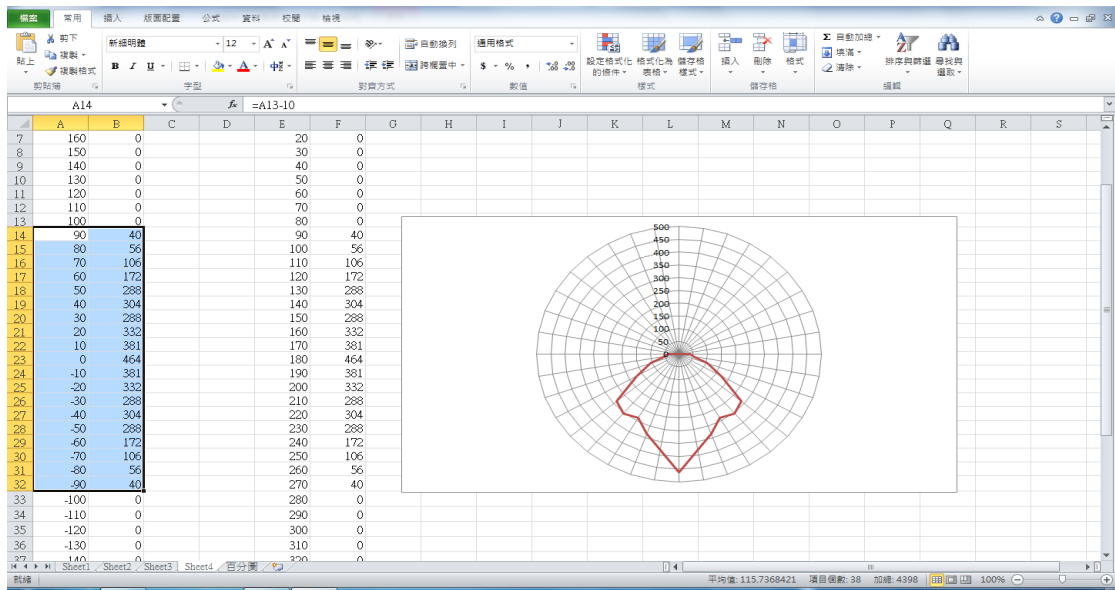 檔案 常用 插入 版面配置 公式 資料 校閱 檢視
貼上 剪下 複製 複製格式 剪貼簿
新細明體 12 A A B I U A 中 字型
自動換列 跨欄置中 對齊方式
通用格式 $ % , .00 數值
設定格式化的條件 格式化為表格 儲存格樣式 樣式
插入 刪除 格式 儲存格
Σ 自動加總 填滿 清除 排序與篩選 尋找與選取 編輯
A14 fx =A13-10
A B C D E F G H I J K L M N O P Q R S
7 160 0 20 0
8 150 0 30 0
9 140 0 40 0
10 130 0 50 0
11 120 0 60 0
12 110 0 70 0
13 100 0 80 0
14 90 40 90 40
15 80 56 100 56
16 70 106 110 106
17 60 172 120 172
18 50 288 130 288
19 40 304 140 304
20 30 288 150 288
21 20 332 160 332
22 10 381 170 381
23 0 464 180 464
24 -10 381 190 381
25 -20 332 200 332
26 -30 288 210 288
27 -40 304 220 304
28 -50 288 230 288
29 -60 172 240 172
30 -70 106 250 106
31 -80 56 260 56
32 -90 40 270 40
33 -100 0 280 0
34 -110 0 290 0
35 -120 0 300 0
36 -130 0 310 0
37 -140 0 320 0
500
450
400
350
300
250
200
150
100
50
0
Sheet1 Sheet2 Sheet3 Sheet4 百分圖
就緒 平均值: 115.7368421 項目個數: 38 加總: 4398 100%